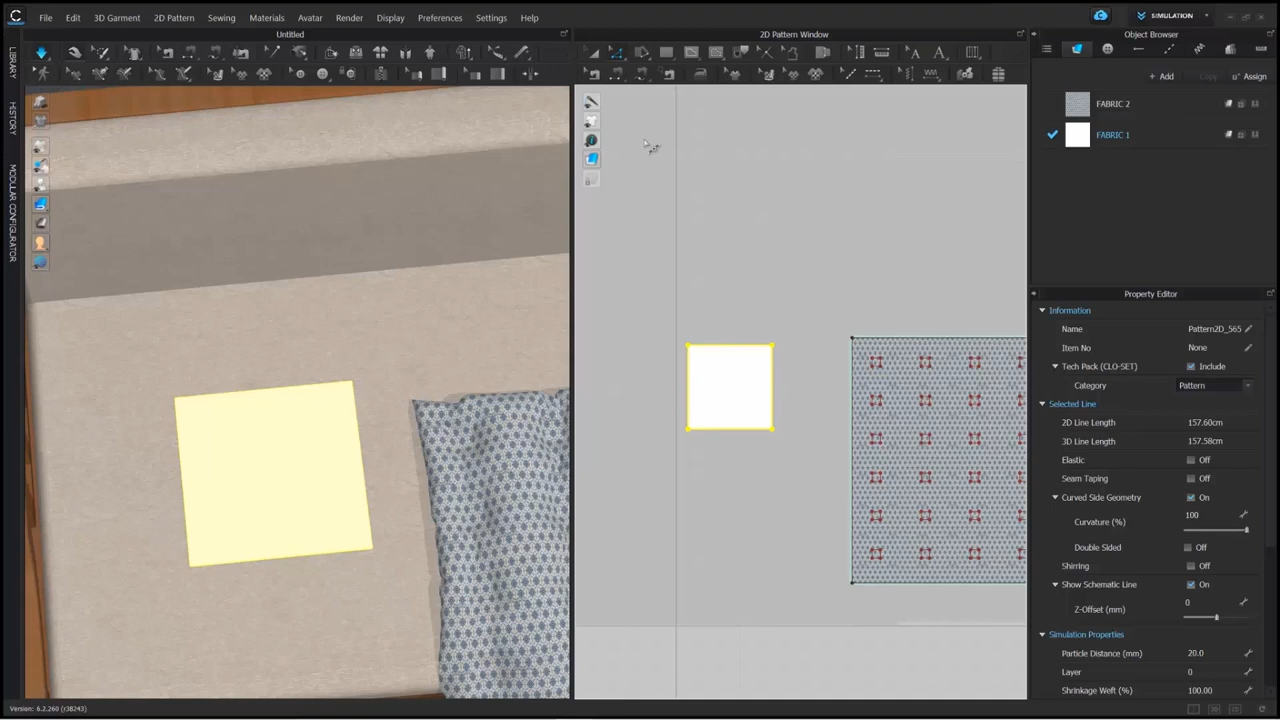 File Edit 3D Garment 2D Pattern Sewing Materials Avatar Render Display Preferences Settings Help
SIMULATION
Untitled
2D Pattern Window
Object Browser
LIBRARY
HISTORY
MODULAR CONFIGURATOR
+ Add Copy Assign
FABRIC 2
FABRIC 1
Property Editor
Information
Name Pattern2D_565
Item No None
Tech Pack (CLO-SET) Include
Category Pattern
Selected Line
2D Line Length 157.60cm
3D Line Length 157.58cm
Elastic Off
Seam Taping Off
Curved Side Geometry On
Curvature (%) 100
Double Sided Off
Shirring Off
Show Schematic Line On
Z-Offset (mm) 0
Simulation Properties
Particle Distance (mm) 20.0
Layer 0
Shrinkage Weft (%) 100.00
Version: 6.2.260 (r38243)